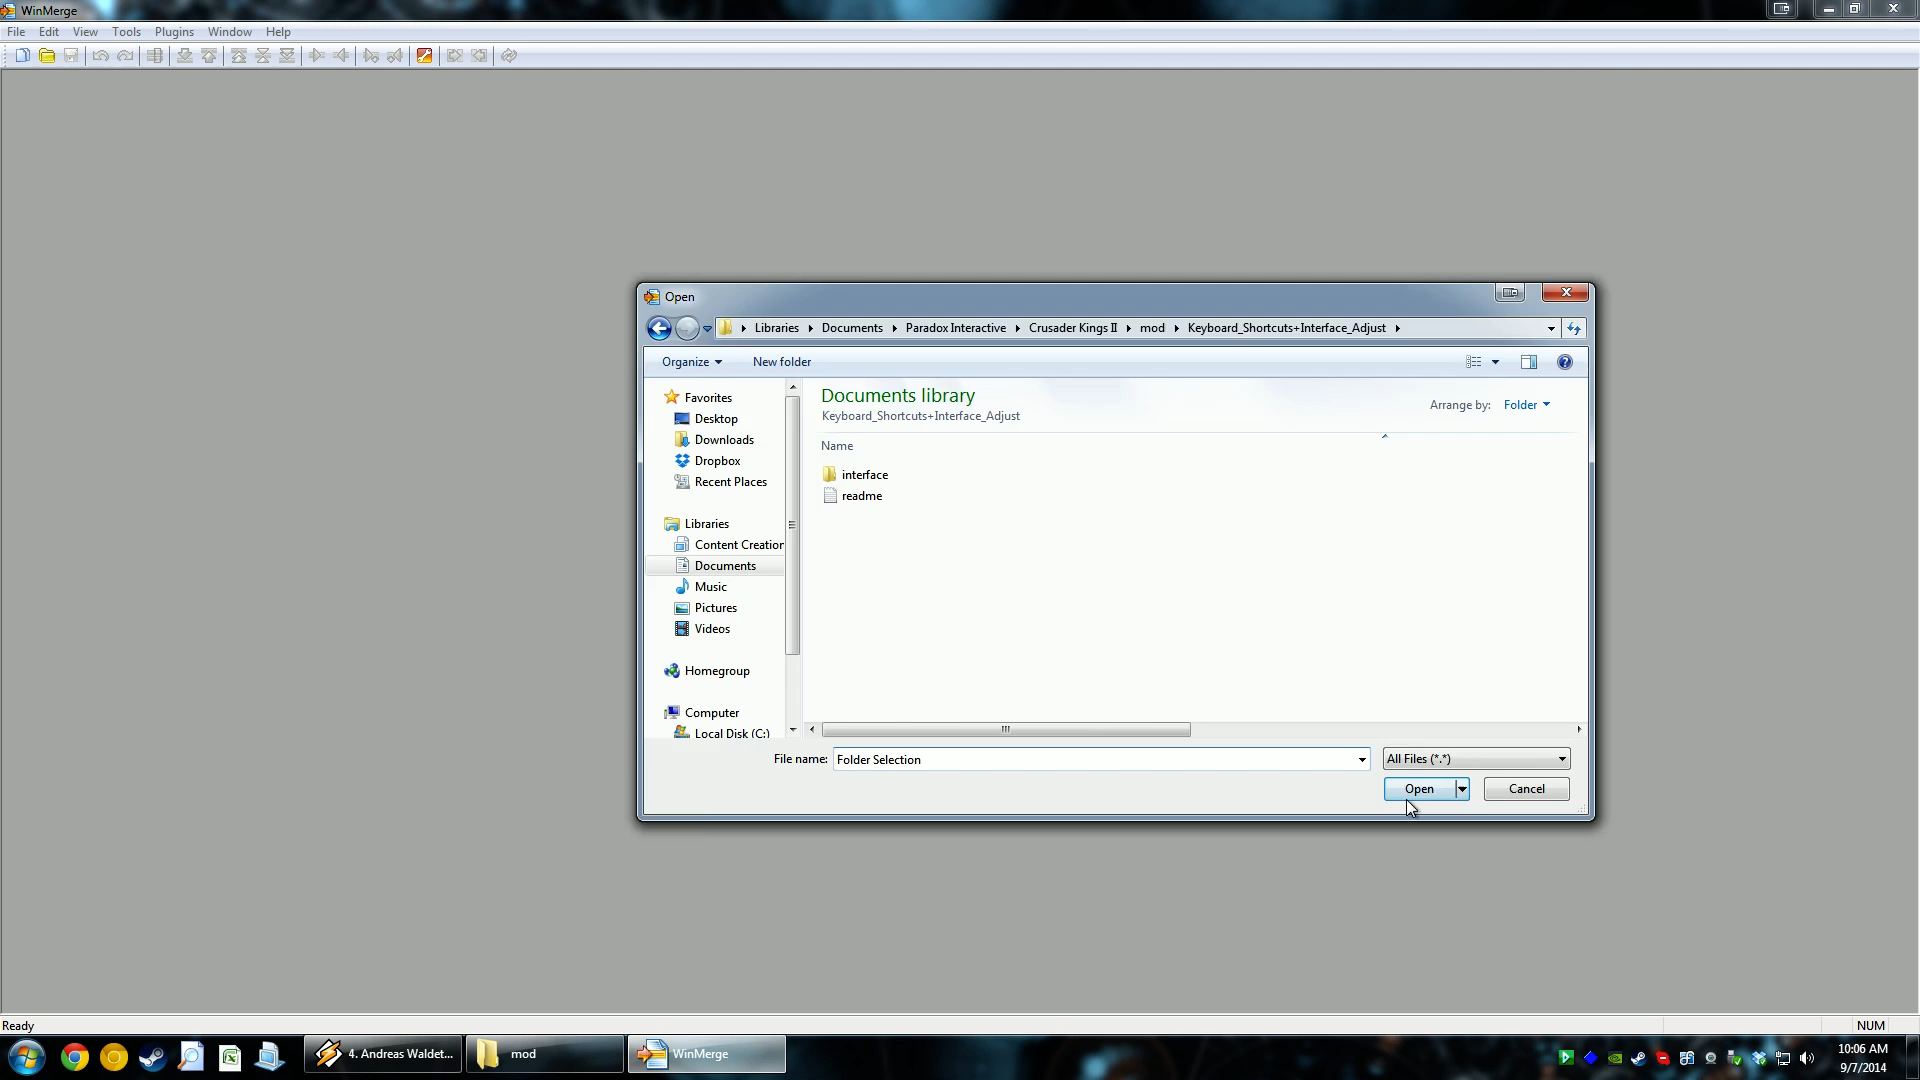 WinMerge
File Edit View Tools Plugins Window Help
Open
Libraries Documents Paradox Interactive Crusader Kings II mod Keyboard_Shortcuts+Interface_Adjust
Organize New folder
Favorites
Desktop
Downloads
Dropbox
Recent Places
Libraries
Content Creation
Documents
Music
Pictures
Videos
Homegroup
Computer
Local Disk (C:)
Documents library
Keyboard_Shortcuts+Interface_Adjust
Arrange by: Folder
Name
interface
readme
File name: Folder Selection All Files (*.*)
Open Cancel
Ready NUM
4. Andreas Waldet... mod WinMerge
10:06 AM
9/7/2014